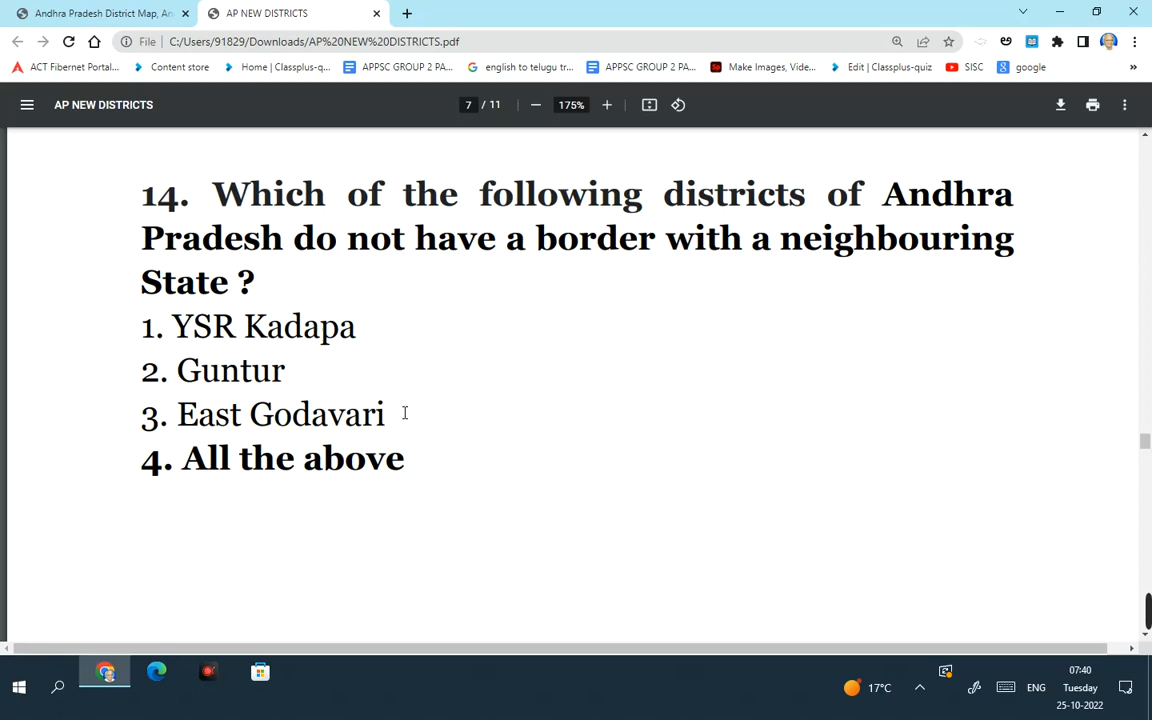 Andhra Pradesh District Map, An
AP NEW DISTRICTS
File
C:/Users/91829/Downloads/AP%20NEW%20DISTRICTS.pdf
ACT Fibernet Portal...
Content store
Home | Classplus-q...
APPSC GROUP 2 PA...
english to telugu tr...
APPSC GROUP 2 PA...
Make Images, Vide...
Edit | Classplus-quiz
SISC
google
AP NEW DISTRICTS
7 / 11
175%
14. Which of the following districts of Andhra
Pradesh do not have a border with a neighbouring
State ?
1. YSR Kadapa
2. Guntur
3. East Godavari
4. All the above
17°C
ENG
07:40
Tuesday
25-10-2022